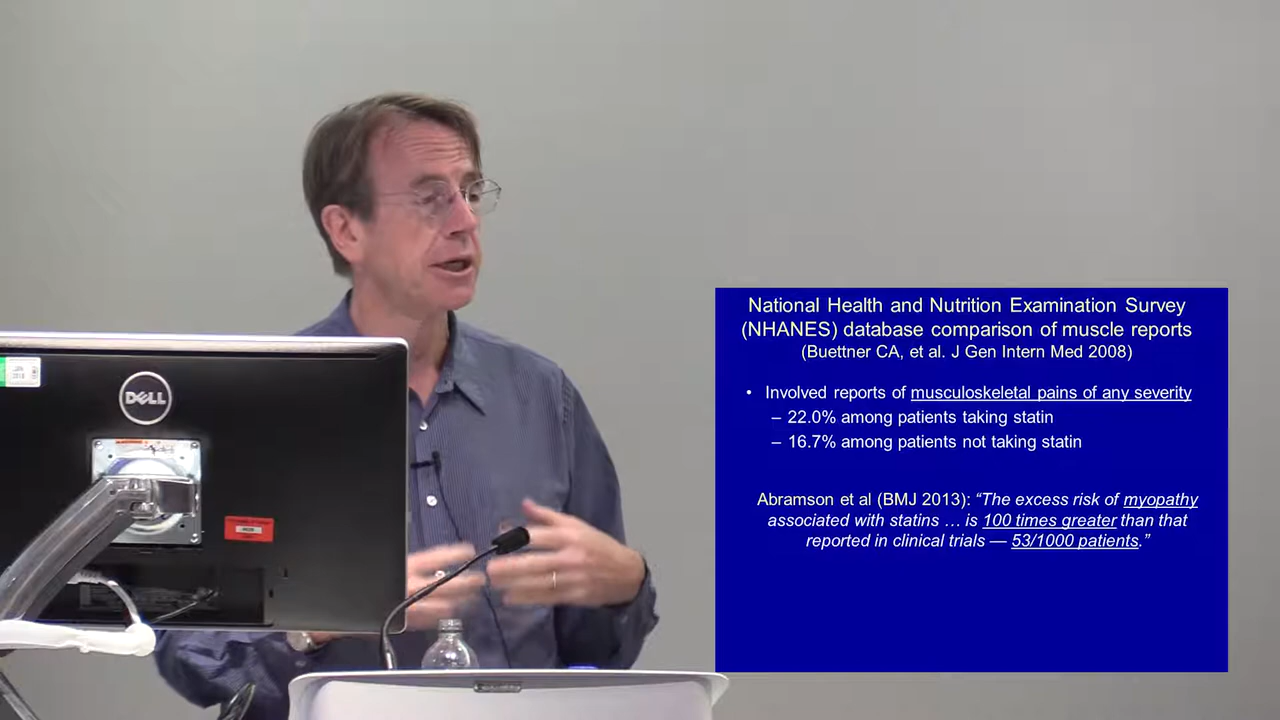 National Health and Nutrition Examination Survey
(NHANES) database comparison of muscle reports
(Buettner CA, et al. J Gen Intern Med 2008)
• Involved reports of musculoskeletal pains of any severity
– 22.0% among patients taking statin
– 16.7% among patients not taking statin
Abramson et al (BMJ 2013): “The excess risk of myopathy
associated with statins … is 100 times greater than that
reported in clinical trials — 53/1000 patients.”
DELL